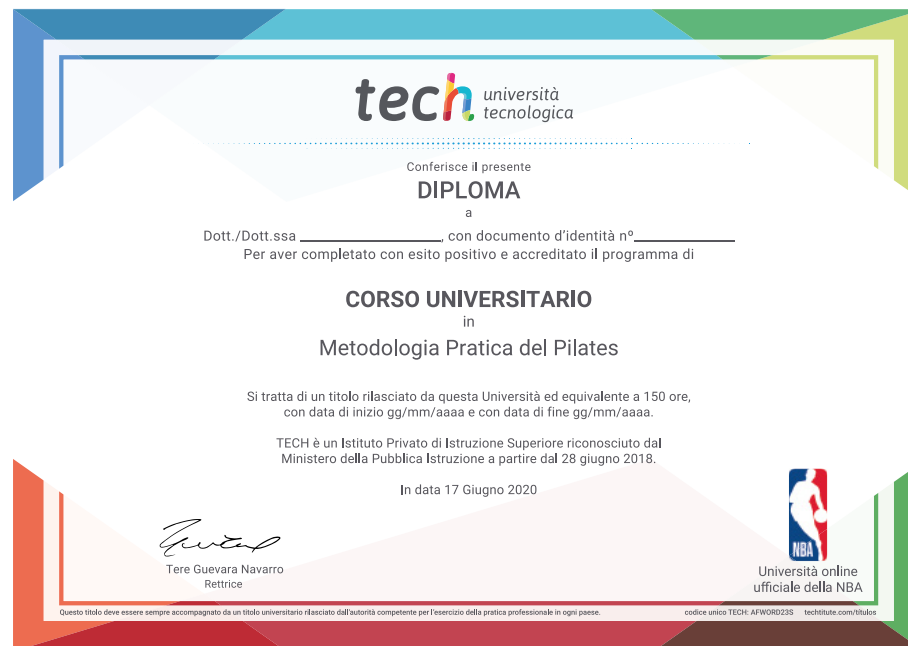 tech università
tecnologica
Conferisce il presente
DIPLOMA
a
Dott./Dott.ssa ____________________, con documento d'identità nº______________
Per aver completato con esito positivo e accreditato il programma di
CORSO UNIVERSITARIO
in
Metodologia Pratica del Pilates
Si tratta di un titolo rilasciato da questa Università ed equivalente a 150 ore,
con data di inizio gg/mm/aaaa e con data di fine gg/mm/aaaa.
TECH è un Istituto Privato di Istruzione Superiore riconosciuto dal
Ministero della Pubblica Istruzione a partire dal 28 giugno 2018.
In data 17 Giugno 2020
Tere Guevara Navarro
Rettrice
NBA
Università online
ufficiale della NBA
Questo titolo deve essere sempre accompagnato da un titolo universitario rilasciato dall'autorità competente per l'esercizio della pratica professionale in ogni paese. codice unico TECH: AFWORD23S techtitute.com/titulos